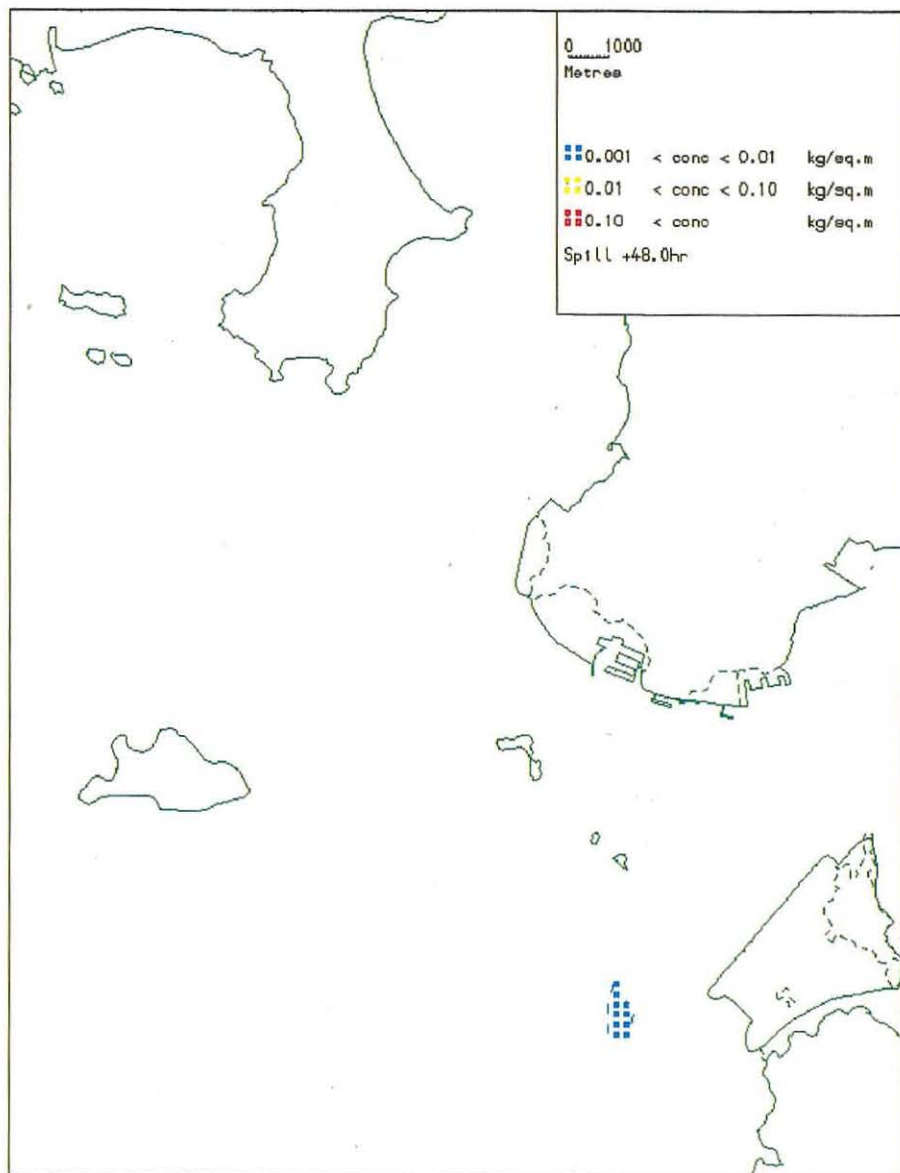 0 1000
Metres
0.001 < conc < 0.01 kg/sq.m
0.01 < conc < 0.10 kg/sq.m
0.10 < conc kg/sq.m
Spill +48.0hr